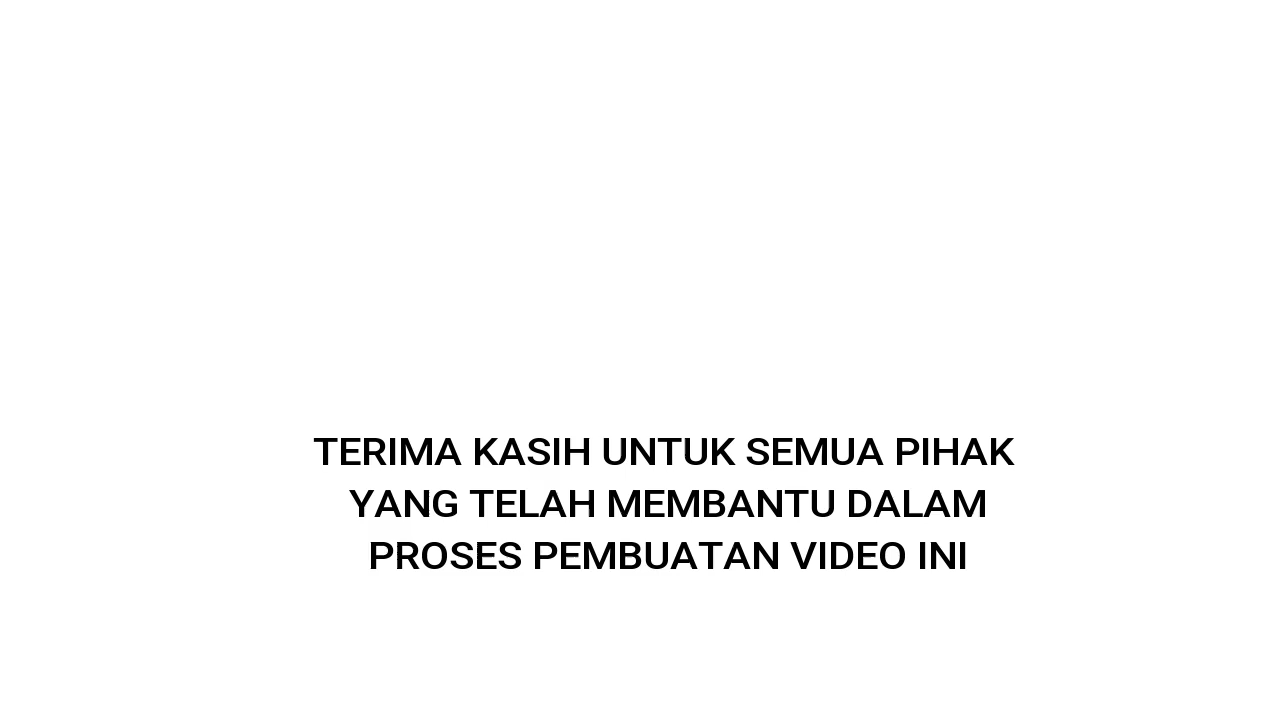 TERIMA KASIH UNTUK SEMUA PIHAK
YANG TELAH MEMBANTU DALAM
PROSES PEMBUATAN VIDEO INI